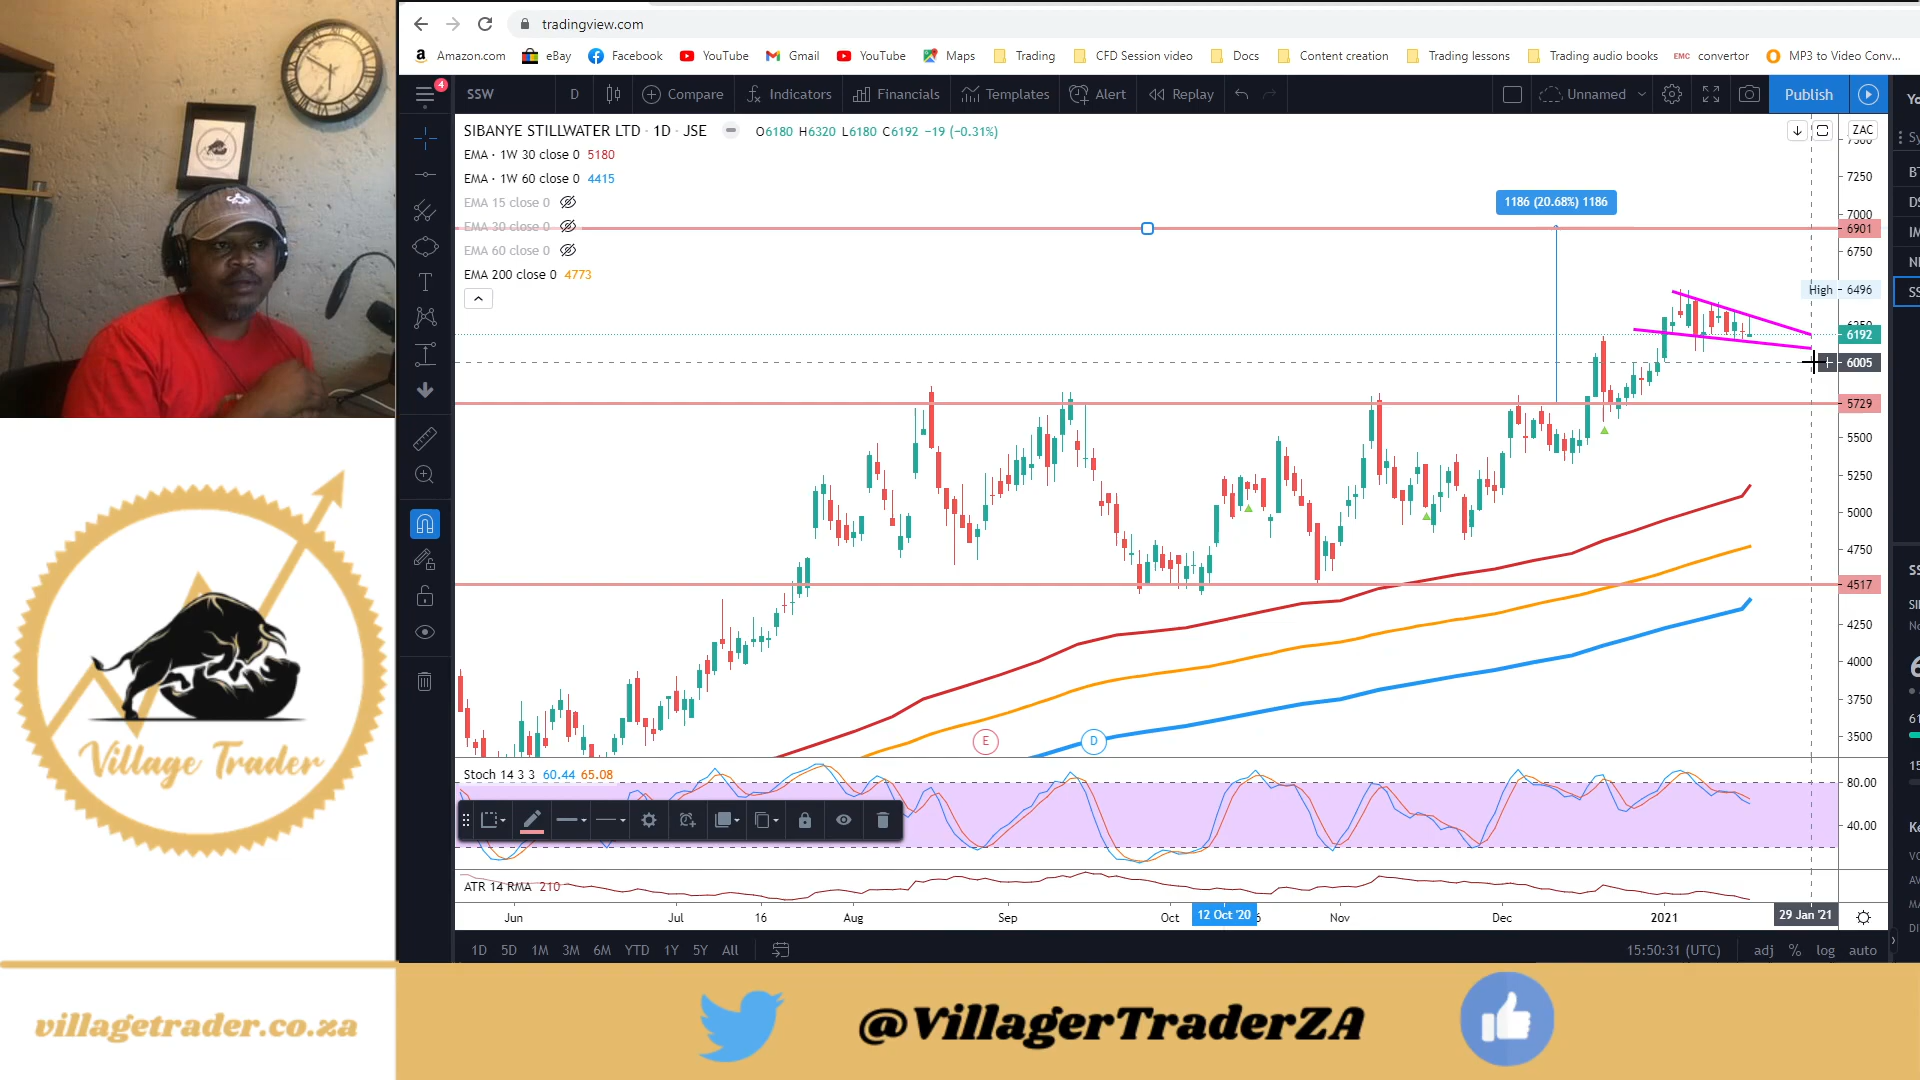 tradingview.com
Amazon.com eBay Facebook YouTube Gmail YouTube Maps Trading CFD Session video Docs Content creation Trading lessons Trading audio books EMC convertor MP3 to Video Conv...
4
SSW D Compare Indicators Financials Templates Alert Replay Unnamed Publish
SIBANYE STILLWATER LTD · 1D · JSE O6180 H6320 L6180 C6192 −19 (−0.31%) ZAC
EMA · 1W 30 close 0 5180
EMA · 1W 60 close 0 4415
EMA 15 close 0
EMA 30 close 0
EMA 60 close 0
EMA 200 close 0 4773
1186 (20.68%) 1186
7250
7000
6901
6750
High 6496
6192
6005
5729
5500
5250
5000
4750
4517
4250
4000
3750
3500
E D
Stoch 14 3 3 60.44 65.08
80.00
40.00
ATR 14 RMA 210
Jun Jul 16 Aug Sep Oct 12 Oct '20 Nov Dec 2021 29 Jan '21
1D 5D 1M 3M 6M YTD 1Y 5Y All 15:50:31 (UTC) adj % log auto
Village Trader
villagetrader.co.za
@VillagerTraderZA